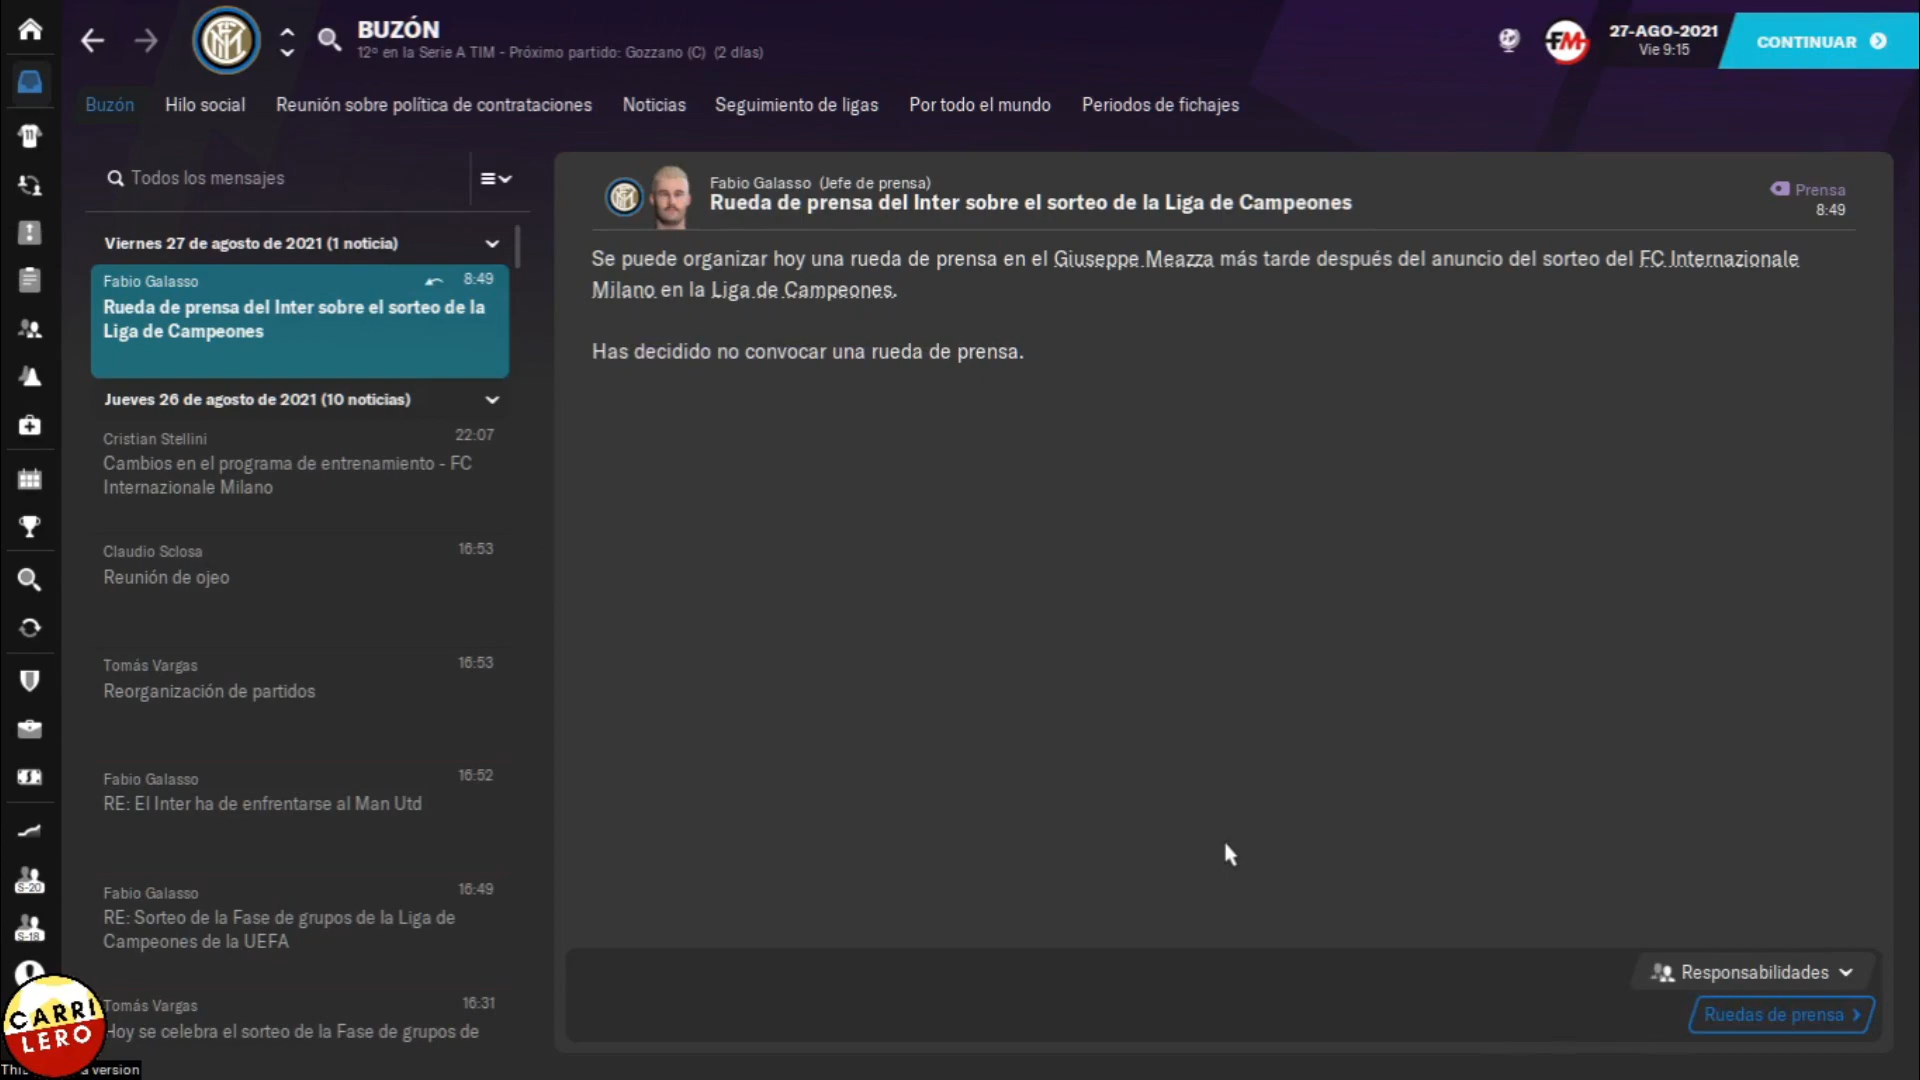 BUZÓN
12º en la Serie A TIM - Próximo partido: Gozzano (C) (2 días)
FM
27-AGO-2021
Vie 9:15
CONTINUAR
Buzón
Hilo social
Reunión sobre política de contrataciones
Noticias
Seguimiento de ligas
Por todo el mundo
Periodos de fichajes
Todos los mensajes
Viernes 27 de agosto de 2021 (1 noticia)
Fabio Galasso 8:49
Rueda de prensa del Inter sobre el sorteo de la
Liga de Campeones
Jueves 26 de agosto de 2021 (10 noticias)
Cristian Stellini 22:07
Cambios en el programa de entrenamiento - FC
Internazionale Milano
Claudio Sclosa 16:53
Reunión de ojeo
Tomás Vargas 16:53
Reorganización de partidos
Fabio Galasso 16:52
RE: El Inter ha de enfrentarse al Man Utd
Fabio Galasso 16:49
RE: Sorteo de la Fase de grupos de la Liga de
Campeones de la UEFA
Tomás Vargas 16:31
Hoy se celebra el sorteo de la Fase de grupos de
Fabio Galasso (Jefe de prensa)
Rueda de prensa del Inter sobre el sorteo de la Liga de Campeones
Prensa
8:49
Se puede organizar hoy una rueda de prensa en el Giuseppe Meazza más tarde después del anuncio del sorteo del FC Internazionale
Milano en la Liga de Campeones.
Has decidido no convocar una rueda de prensa.
Responsabilidades
Ruedas de prensa
11
S-20
S-18
CARRI
LERO
version